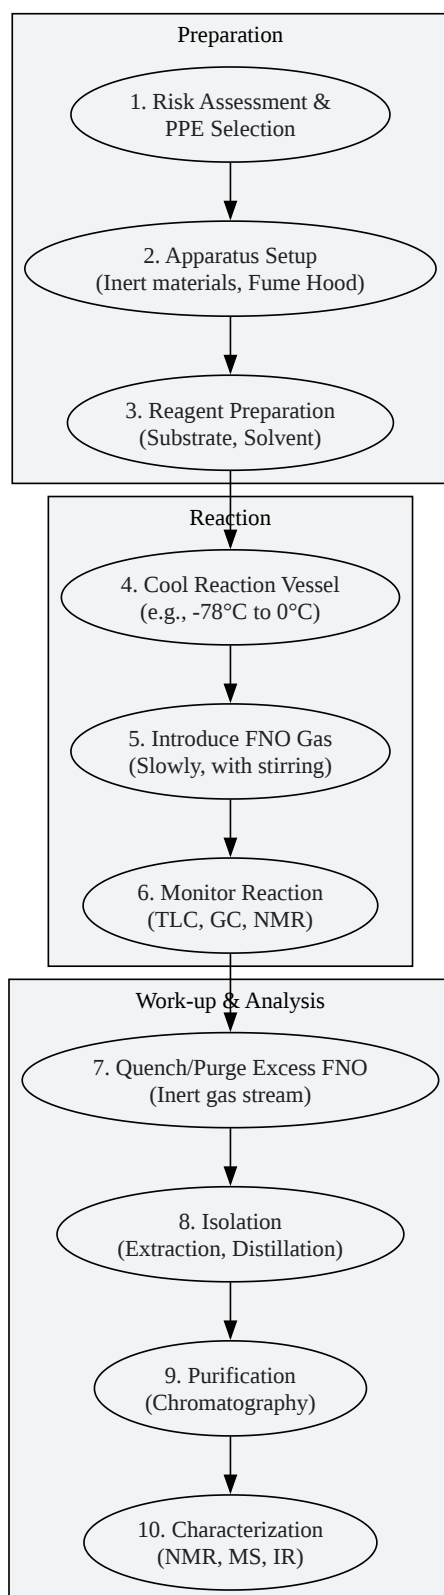 Preparation
1. Risk Assessment &
PPE Selection
2. Apparatus Setup
(Inert materials, Fume Hood)
3. Reagent Preparation
(Substrate, Solvent)
Reaction
4. Cool Reaction Vessel
(e.g., -78°C to 0°C)
5. Introduce FNO Gas
(Slowly, with stirring)
6. Monitor Reaction
(TLC, GC, NMR)
Work-up & Analysis
7. Quench/Purge Excess FNO
(Inert gas stream)
8. Isolation
(Extraction, Distillation)
9. Purification
(Chromatography)
10. Characterization
(NMR, MS, IR)